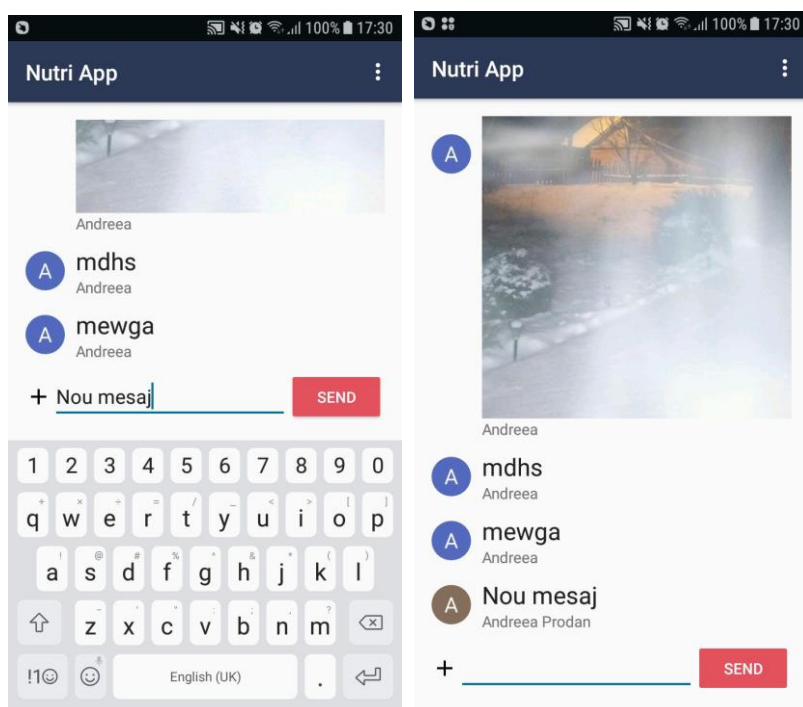 100% 17:30
Nutri App
Andreea
A mdhs
Andreea
A mewga
Andreea
+ Nou mesaj SEND
1 2 3 4 5 6 7 8 9 0
q w e r t y u i o p
a s d f g h j k l
z x c v b n m
!1☺ English (UK) .
100% 17:30
Nutri App
A
Andreea
A mdhs
Andreea
A mewga
Andreea
A Nou mesaj
Andreea Prodan
+ SEND